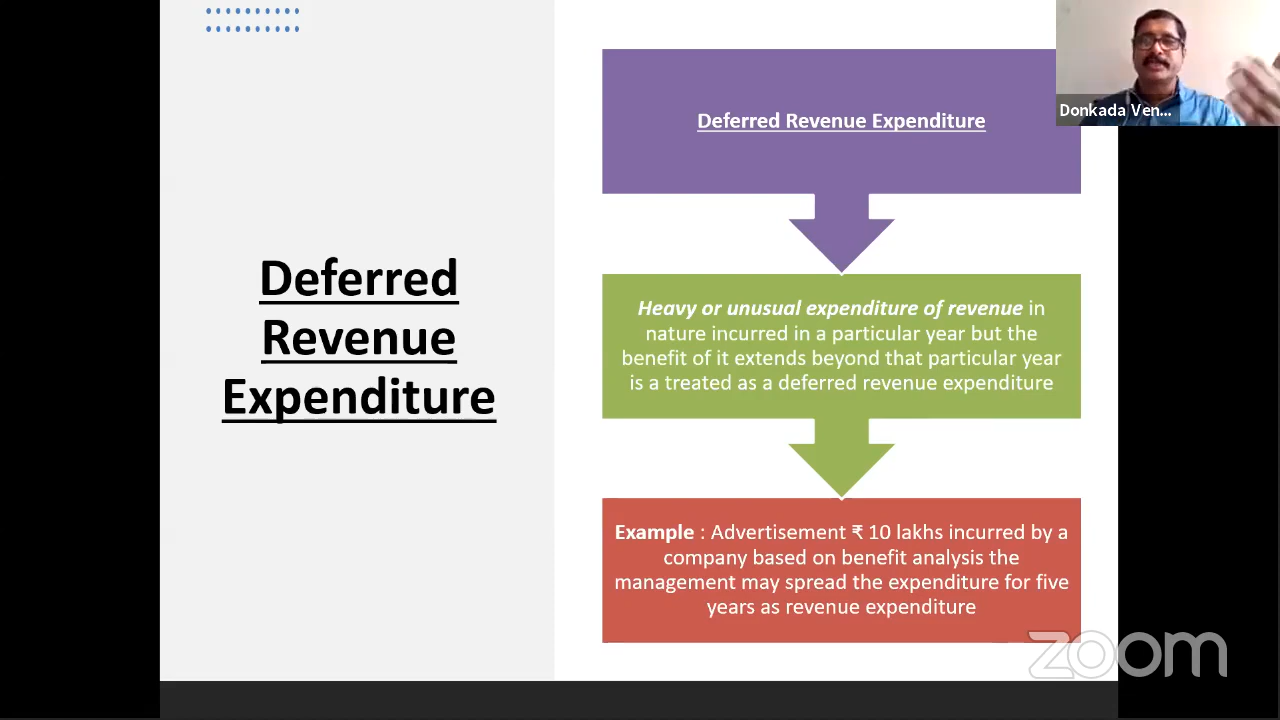 Deferred
Revenue
Expenditure
Deferred Revenue Expenditure
Heavy or unusual expenditure of revenue in
nature incurred in a particular year but the
benefit of it extends beyond that particular year
is a treated as a deferred revenue expenditure
Example : Advertisement ₹ 10 lakhs incurred by a
company based on benefit analysis the
management may spread the expenditure for five
years as revenue expenditure
Donkada Ven...
zoom